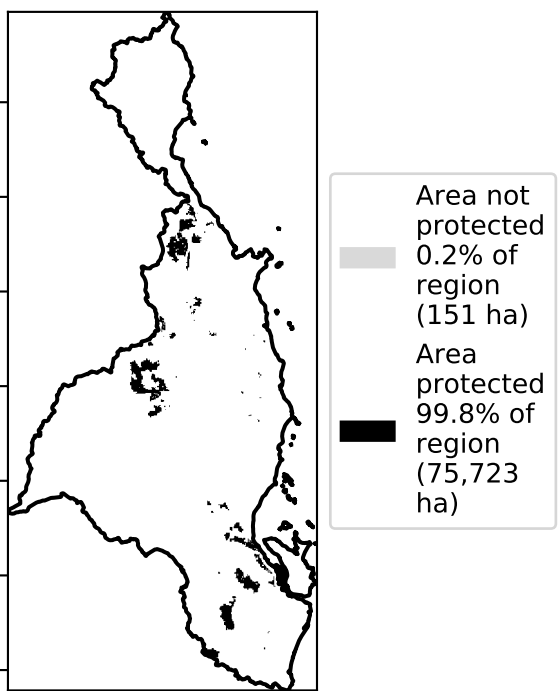 Area not
protected
0.2% of
region
(151 ha)
Area
protected
99.8% of
region
(75,723
ha)